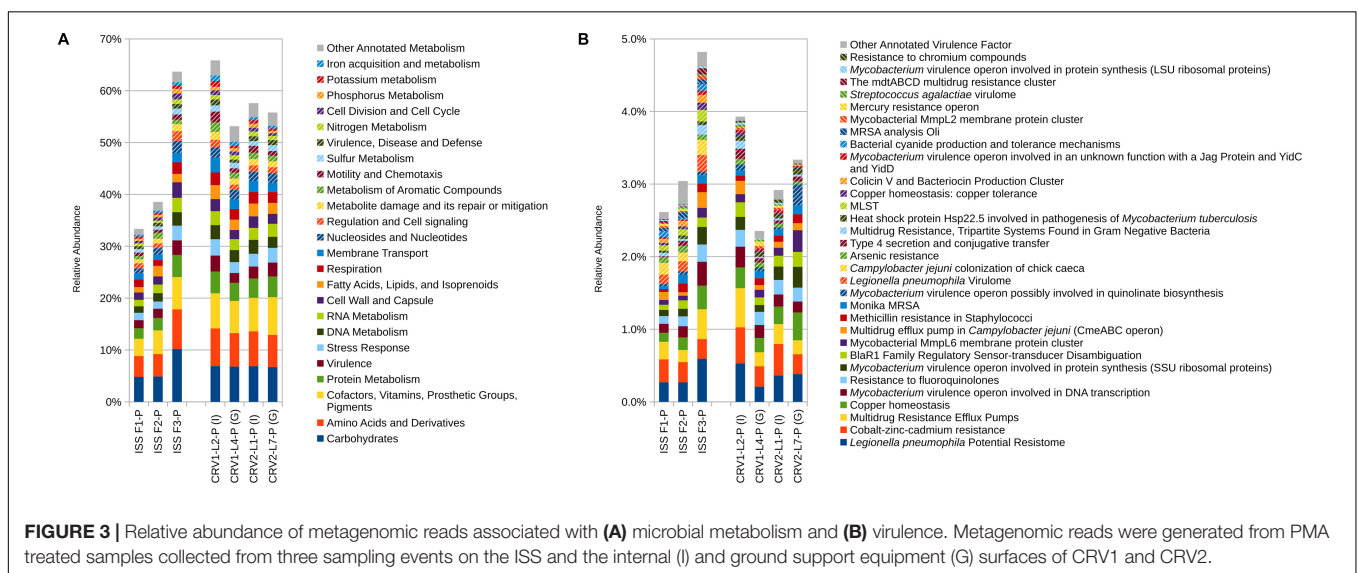 A
70%
60%
50%
40%
30%
20%
10%
0%
Relative Abundance
ISS F1-P
ISS F2-P
ISS F3-P
CRV1-L2-P (I)
CRV1-L4-P (G)
CRV2-L1-P (I)
CRV2-L7-P (G)
Other Annotated Metabolism
Iron acquisition and metabolism
Potassium metabolism
Phosphorus Metabolism
Cell Division and Cell Cycle
Nitrogen Metabolism
Virulence, Disease and Defense
Sulfur Metabolism
Motility and Chemotaxis
Metabolism of Aromatic Compounds
Metabolite damage and its repair or mitigation
Regulation and Cell signaling
Nucleosides and Nucleotides
Membrane Transport
Respiration
Fatty Acids, Lipids, and Isoprenoids
Cell Wall and Capsule
RNA Metabolism
DNA Metabolism
Stress Response
Virulence
Protein Metabolism
Cofactors, Vitamins, Prosthetic Groups,
Pigments
Amino Acids and Derivatives
Carbohydrates
B
5.0%
4.0%
3.0%
2.0%
1.0%
0.0%
Relative Abundance
ISS F1-P
ISS F2-P
ISS F3-P
CRV1-L2-P (I)
CRV1-L4-P (G)
CRV2-L1-P (I)
CRV2-L7-P (G)
Other Annotated Virulence Factor
Resistance to chromium compounds
Mycobacterium virulence operon involved in protein synthesis (LSU ribosomal proteins)
The mdtABCD multidrug resistance cluster
Streptococcus agalactiae virulome
Mercury resistance operon
Mycobacterial MmpL2 membrane protein cluster
MRSA analysis Oli
Bacterial cyanide production and tolerance mechanisms
Mycobacterium virulence operon involved in an unknown function with a Jag Protein and YidC
and YidD
Colicin V and Bacteriocin Production Cluster
Copper homeostasis: copper tolerance
MLST
Heat shock protein Hsp22.5 involved in pathogenesis of Mycobacterium tuberculosis
Multidrug Resistance, Tripartite Systems Found in Gram Negative Bacteria
Type 4 secretion and conjugative transfer
Arsenic resistance
Campylobacter jejuni colonization of chick caeca
Legionella pneumophila Virulome
Mycobacterium virulence operon possibly involved in quinolinate biosynthesis
Monika MRSA
Methicillin resistance in Staphylococci
Multidrug efflux pump in Campylobacter jejuni (CmeABC operon)
Mycobacterial MmpL6 membrane protein cluster
BlaR1 Family Regulatory Sensor-transducer Disambiguation
Mycobacterium virulence operon involved in protein synthesis (SSU ribosomal proteins)
Resistance to fluoroquinolones
Mycobacterium virulence operon involved in DNA transcription
Copper homeostasis
Multidrug Resistance Efflux Pumps
Cobalt-zinc-cadmium resistance
Legionella pneumophila Potential Resistome
FIGURE 3 | Relative abundance of metagenomic reads associated with (A) microbial metabolism and (B) virulence. Metagenomic reads were generated from PMA
treated samples collected from three sampling events on the ISS and the internal (I) and ground support equipment (G) surfaces of CRV1 and CRV2.